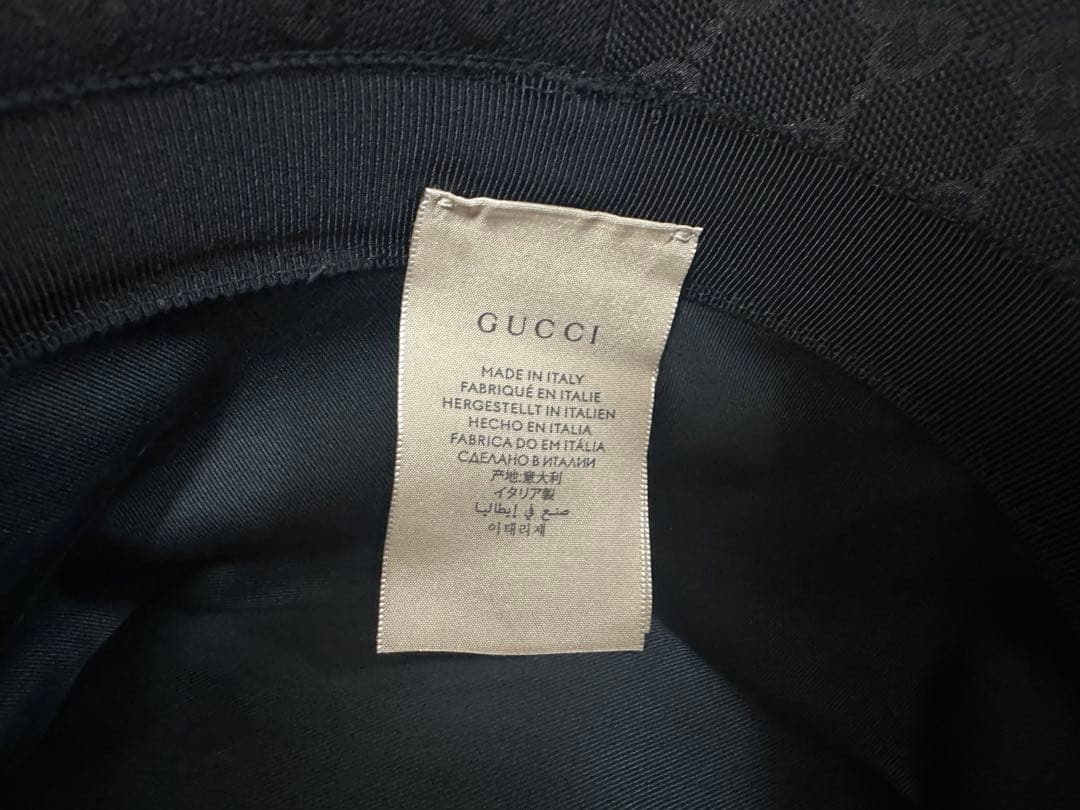 GUCCI
MADE IN ITALY
FABRIQUÉ EN ITALIE
HERGESTELLT IN ITALIEN
HECHO EN ITALIA
FABRICA DO EM ITÁLIA
СДЕЛАНО В ИТАЛИИ
产地:意大利
イタリア製
صنع في إيطاليا
이태리제